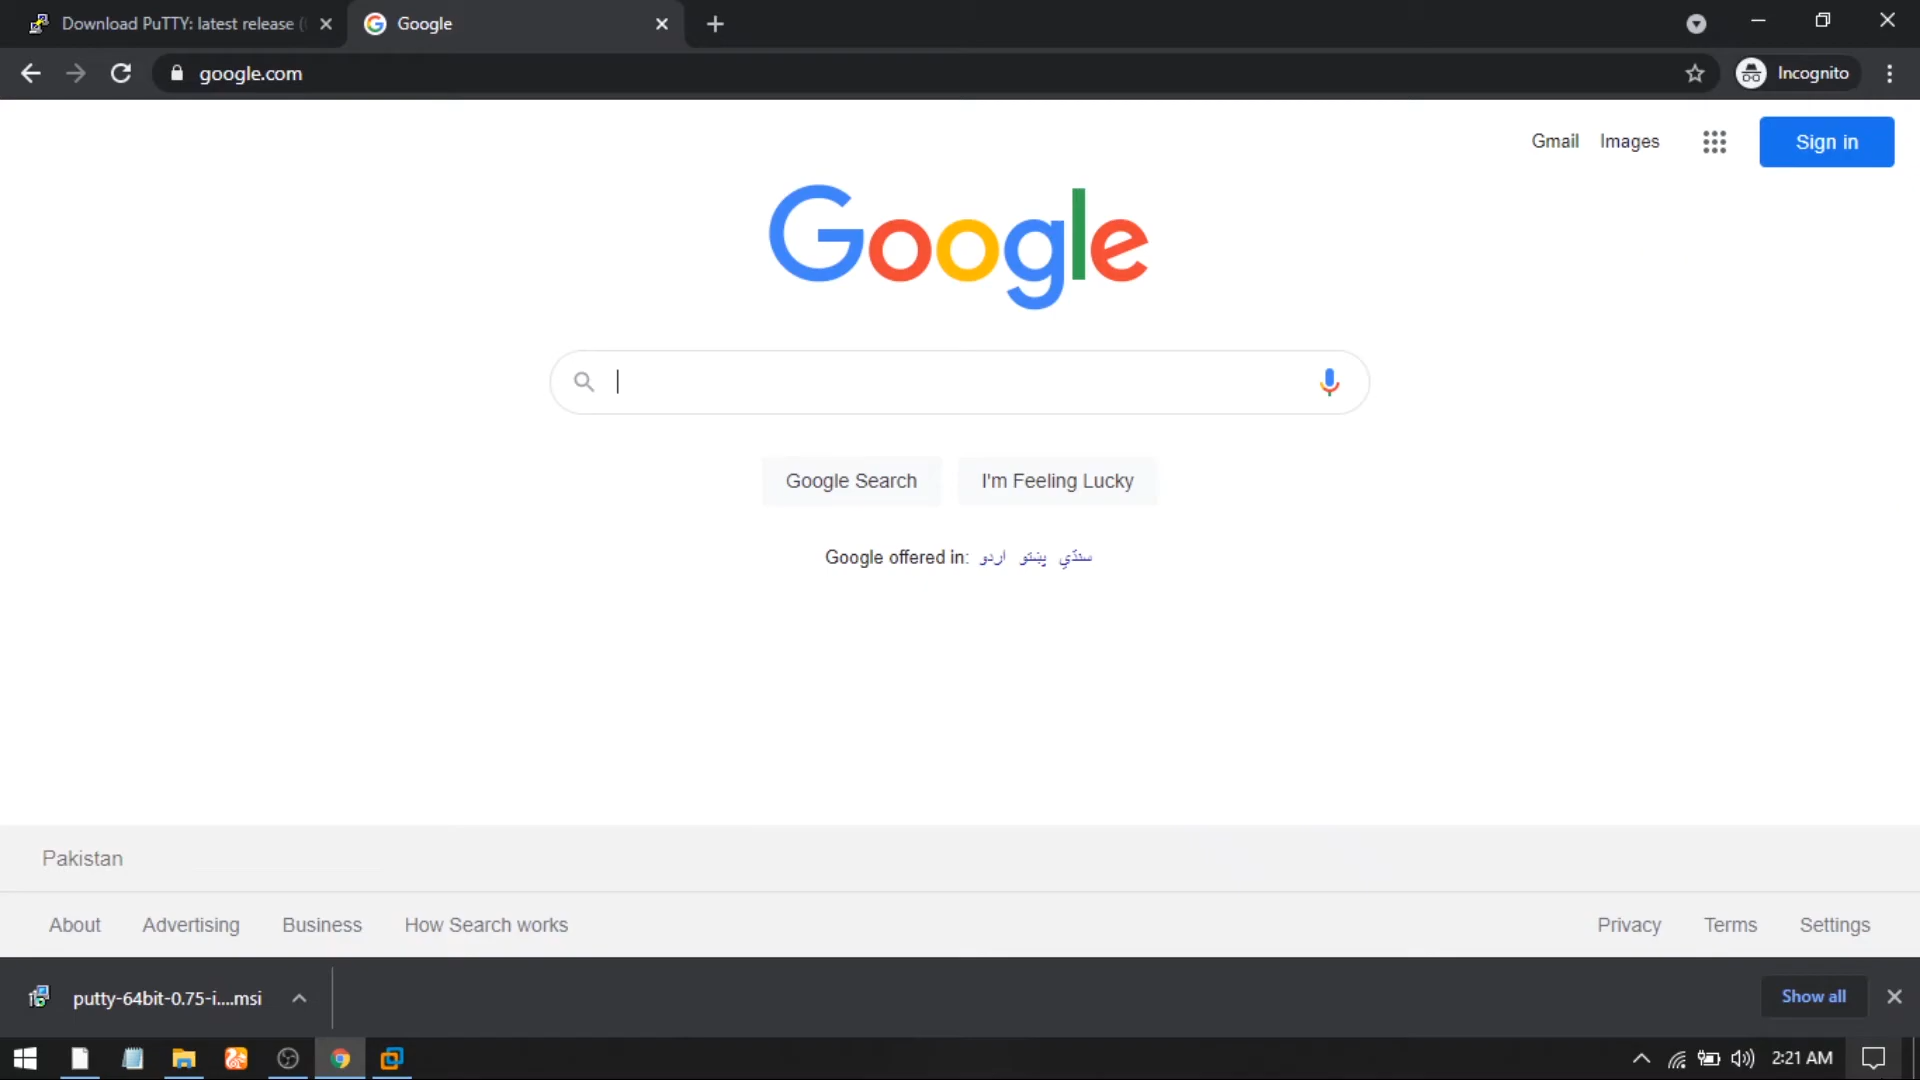 Download PuTTY: latest release (
Google
google.com
Incognito
Gmail Images
Sign in
Google
Google Search
I'm Feeling Lucky
Google offered in: اردو پښتو سنڌي
Pakistan
About Advertising Business How Search works
Privacy Terms Settings
putty-64bit-0.75-i....msi
Show all
2:21 AM